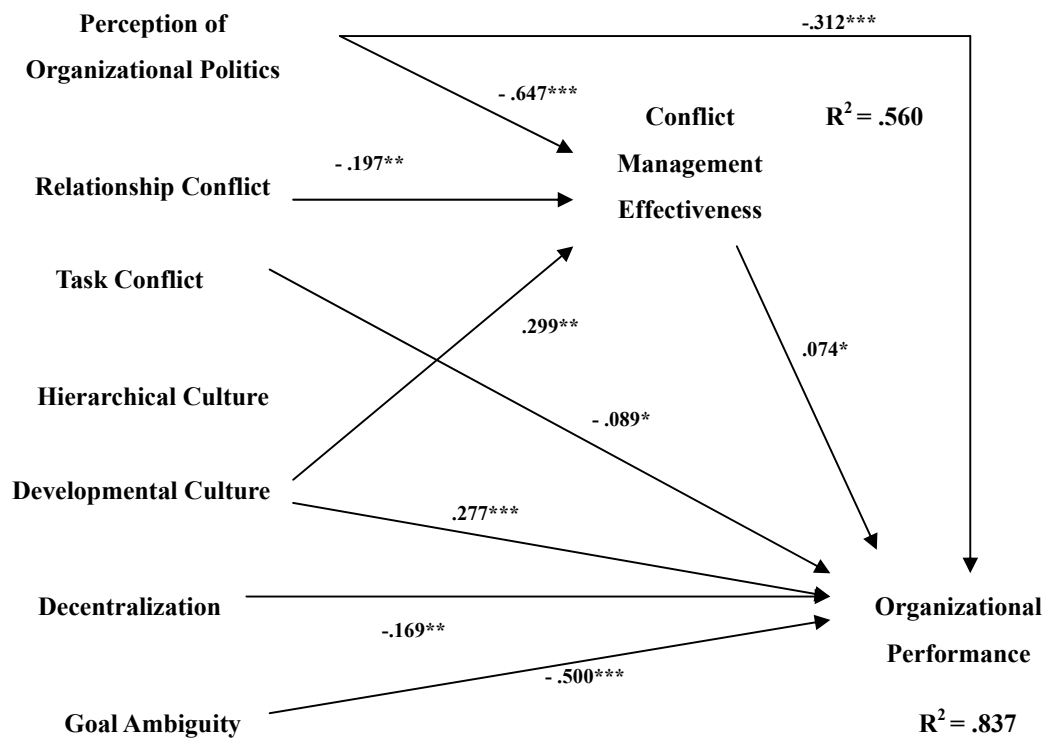 Perception of
Organizational Politics
-.312***
- .647***
Conflict
Management
Effectiveness
R² = .560
- .197**
Relationship Conflict
Task Conflict
.299**
.074*
Hierarchical Culture
- .089*
Developmental Culture
.277***
Decentralization
-.169**
Organizational
Performance
- .500***
Goal Ambiguity
R² = .837